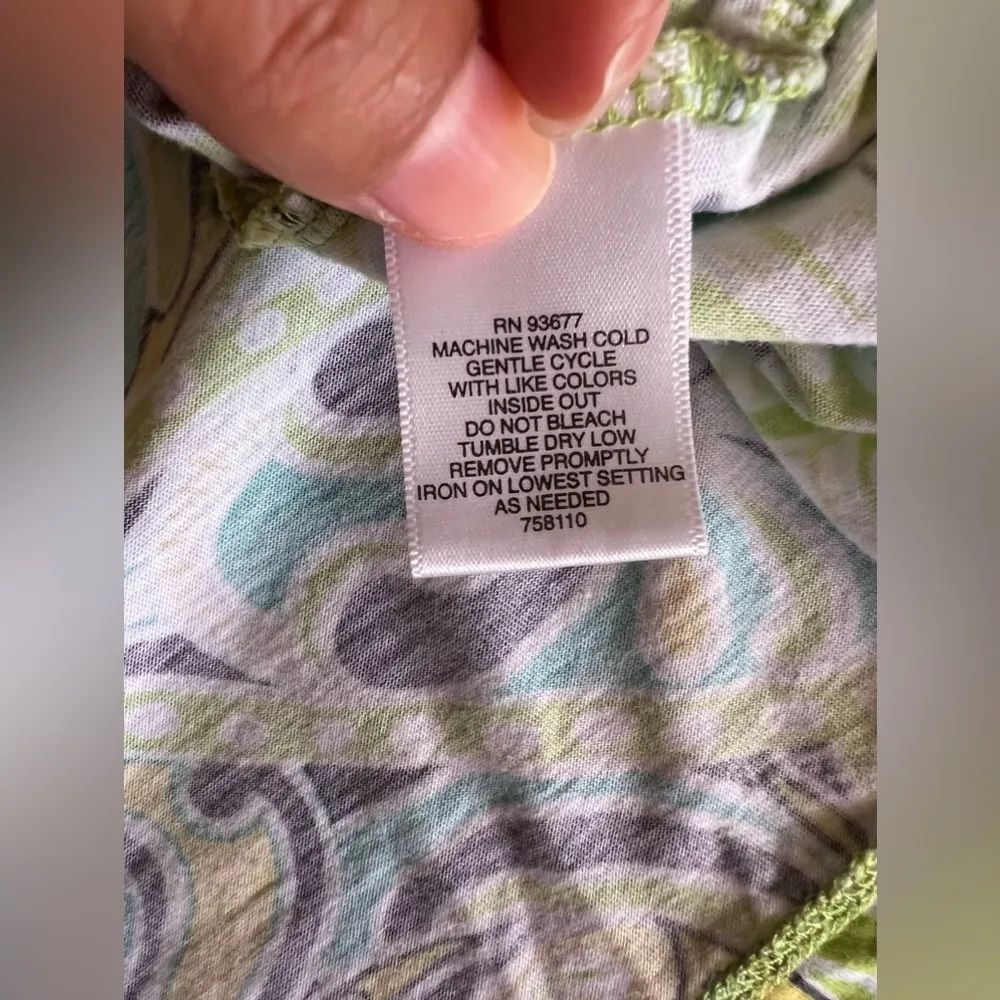 RN 93677
MACHINE WASH COLD
GENTLE CYCLE
WITH LIKE COLORS
INSIDE OUT
DO NOT BLEACH
TUMBLE DRY LOW
REMOVE PROMPTLY
IRON ON LOWEST SETTING
AS NEEDED
758110